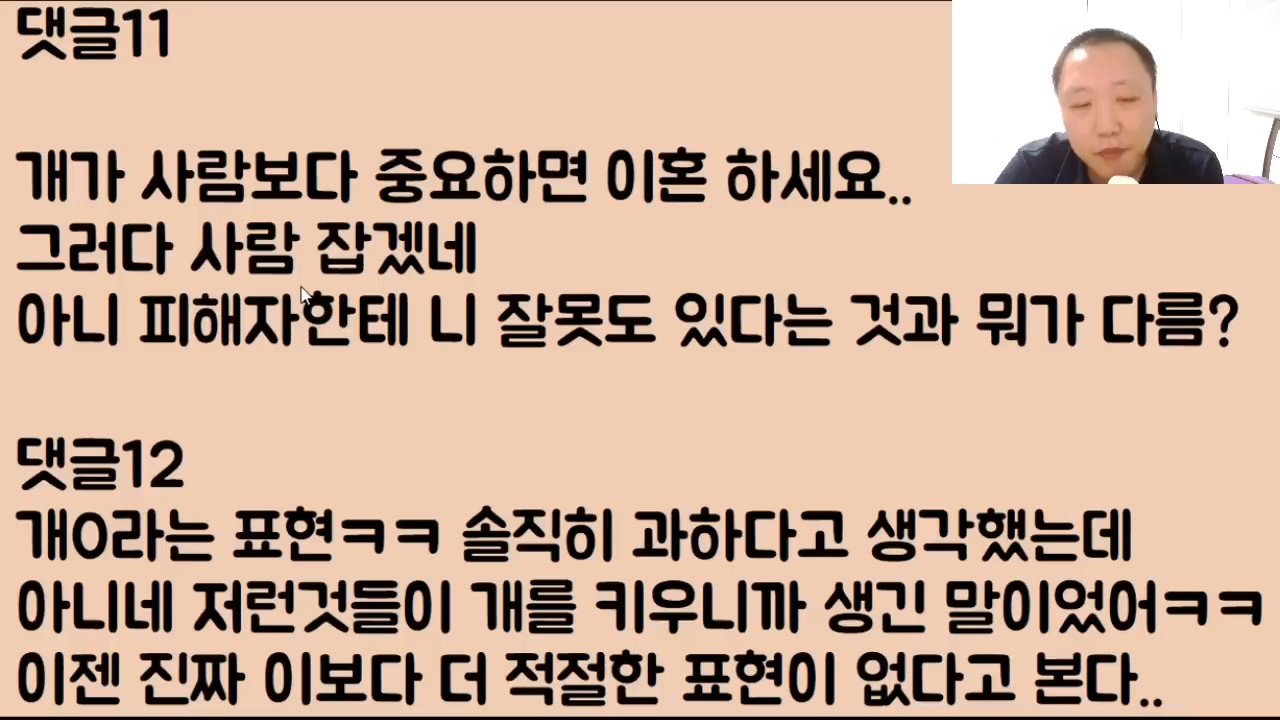 댓글11
개가 사람보다 중요하면 이혼 하세요..
그러다 사람 잡겠네
아니 피해자한테 니 잘못도 있다는 것과 뭐가 다름?
댓글12
개0라는 표현ㅋㅋ 솔직히 과하다고 생각했는데
아니네 저런것들이 개를 키우니까 생긴 말이었어ㅋㅋ
이젠 진짜 이보다 더 적절한 표현이 없다고 본다..